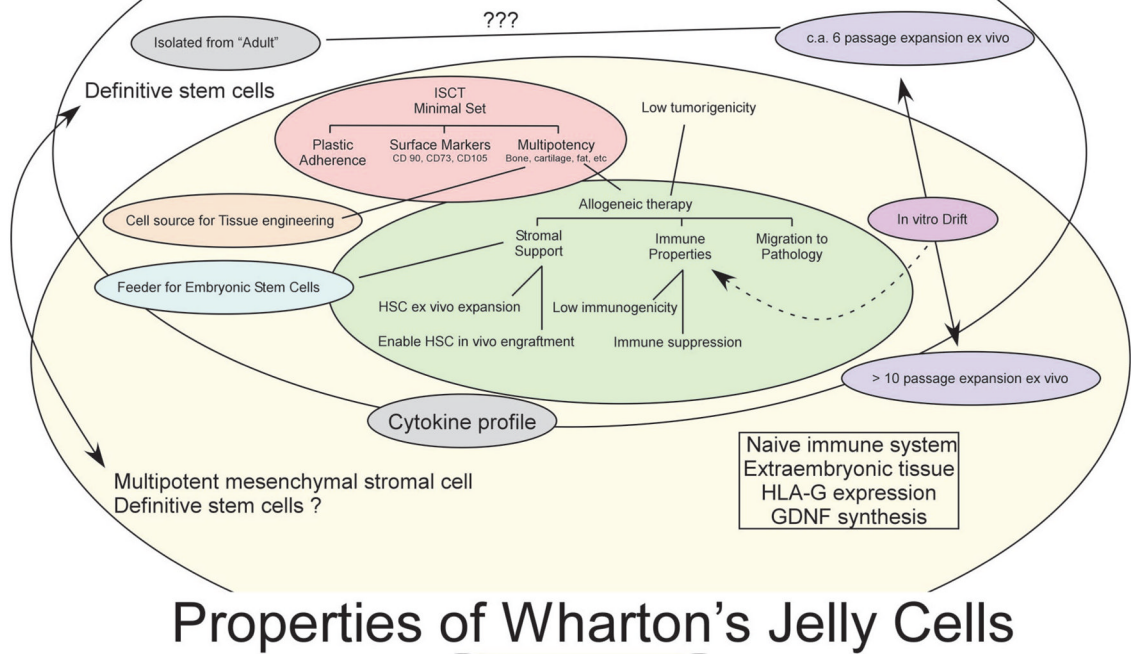 ???
Isolated from “Adult”
c.a. 6 passage expansion ex vivo
Definitive stem cells
ISCT
Minimal Set
Low tumorigenicity
Plastic
Adherence
Surface Markers
CD 90, CD73, CD105
Multipotency
Bone, cartilage, fat, etc
Cell source for Tissue engineering
Allogeneic therapy
In vitro Drift
Stromal
Support
Immune
Properties
Migration to
Pathology
Feeder for Embryonic Stem Cells
HSC ex vivo expansion
Low immunogenicity
Enable HSC in vivo engraftment
Immune suppression
> 10 passage expansion ex vivo
Cytokine profile
Naive immune system
Extraembryonic tissue
HLA-G expression
GDNF synthesis
Multipotent mesenchymal stromal cell
Definitive stem cells ?
Properties of Wharton’s Jelly Cells